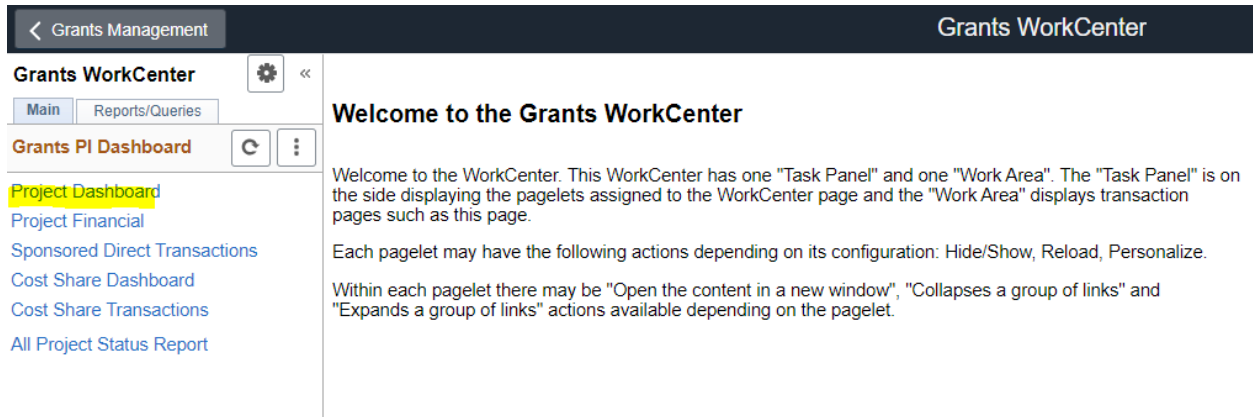 Grants Management
Grants WorkCenter
Grants WorkCenter
Main Reports/Queries
Grants PI Dashboard
Project Dashboard
Project Financial
Sponsored Direct Transactions
Cost Share Dashboard
Cost Share Transactions
All Project Status Report
Welcome to the Grants WorkCenter
Welcome to the WorkCenter. This WorkCenter has one "Task Panel" and one "Work Area". The "Task Panel" is on
the side displaying the pagelets assigned to the WorkCenter page and the "Work Area" displays transaction
pages such as this page.
Each pagelet may have the following actions depending on its configuration: Hide/Show, Reload, Personalize.
Within each pagelet there may be "Open the content in a new window", "Collapses a group of links" and
"Expands a group of links" actions available depending on the pagelet.